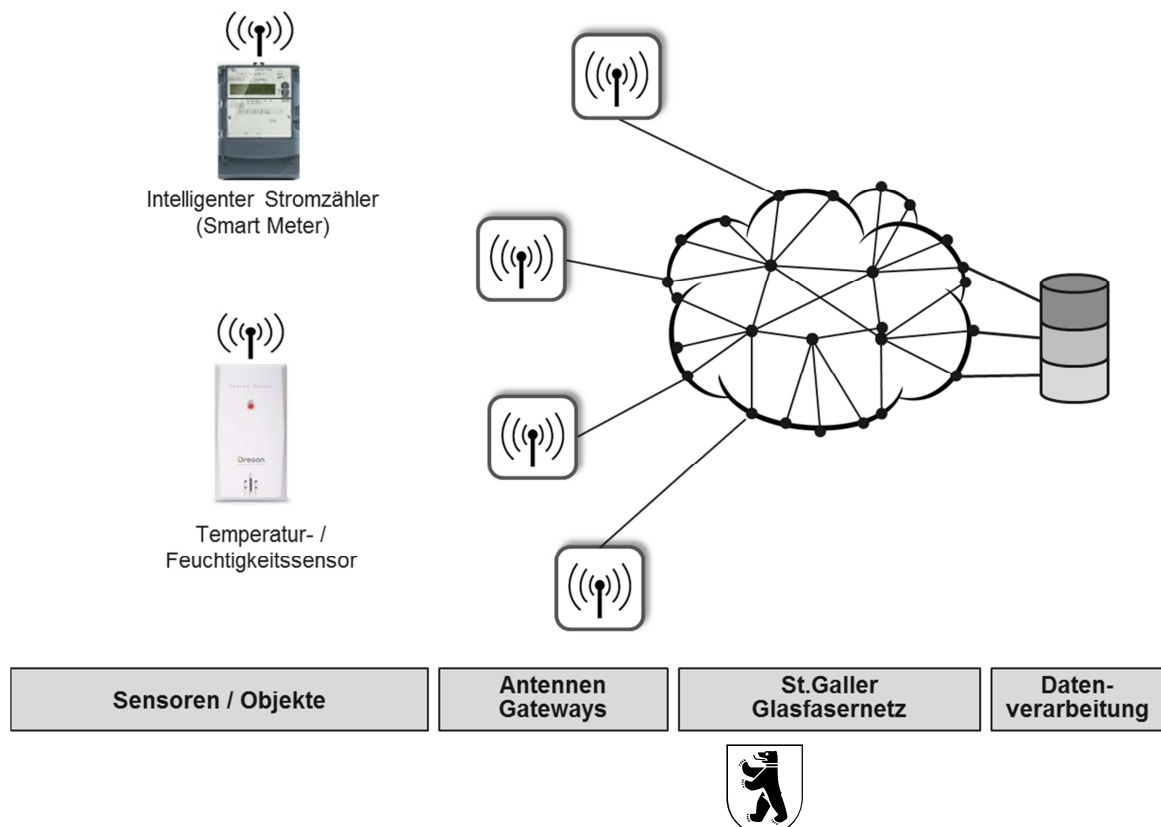 Intelligenter Stromzähler
(Smart Meter)
Oregon
Temperatur- /
Feuchtigkeitssensor
Sensoren / Objekte
Antennen
Gateways
St.Galler
Glasfasernetz
Daten-
verarbeitung